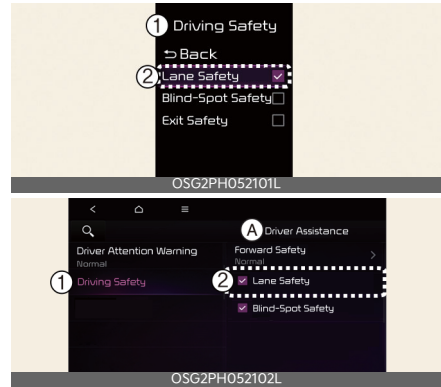 1 Driving Safety
Back
2 Lane Safety
Blind-Spot Safety
Exit Safety
OSG2PH052101L
A Driver Assistance
Driver Attention Warning
Normal
Forward Safety
Normal
1 Driving Safety
2 Lane Safety
Blind-Spot Safety
OSG2PH052102L